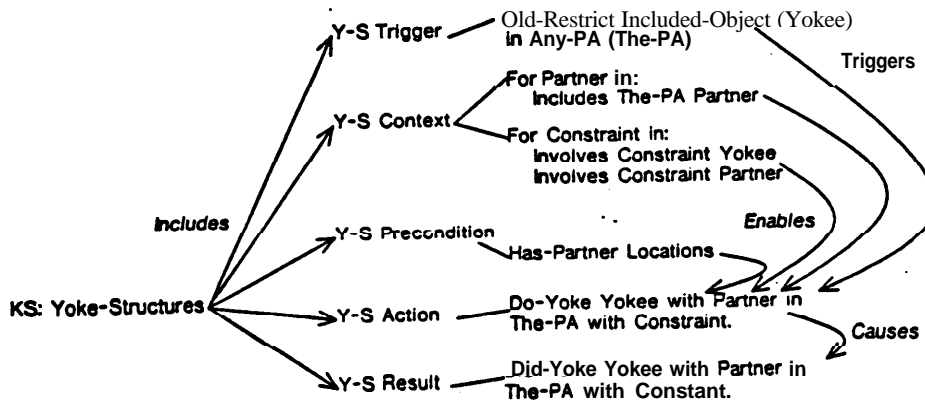 Y-S Trigger
Old-Restrict Included-Object (Yokee)
in Any-PA (The-PA)
Triggers
For Partner in:
Includes The-PA Partner
Y-S Context
For Constraint in:
Involves Constraint Yokee
Involves Constraint Partner
Includes
Enables
Y-S Precondition
Has-Partner Locations
KS: Yoke-Structures
Y-S Action
Do-Yoke Yokee with Partner in
The-PA with Constraint.
Causes
Y-S Result
Did-Yoke Yokee with Partner in
The-PA with Constant.